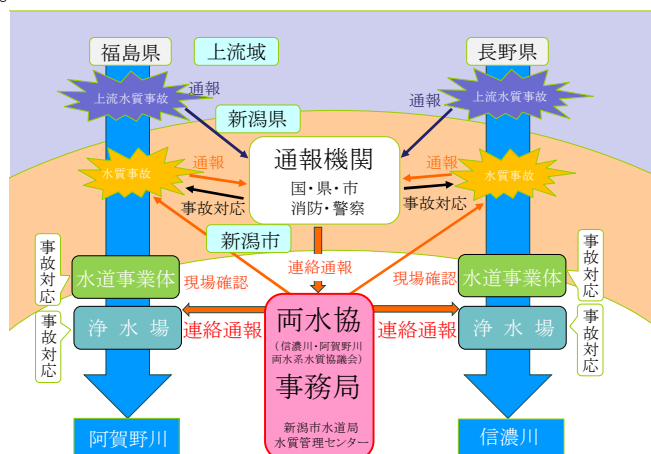 福島県
上流域
長野県
上流水質事故
通報
通報
上流水質事故
新潟県
通報機関
国・県・市
消防・警察
水質事故
通報
事故対応
通報
事故対応
水質事故
新潟市
連絡通報
事故対応
水道事業体
現場確認
現場確認
水道事業体
事故対応
事故対応
浄水場
連絡通報
両水協
(信濃川・阿賀野川
両水系水質協議会)
事務局
新潟市水道局
水質管理センター
連絡通報
浄水場
事故対応
阿賀野川
信濃川